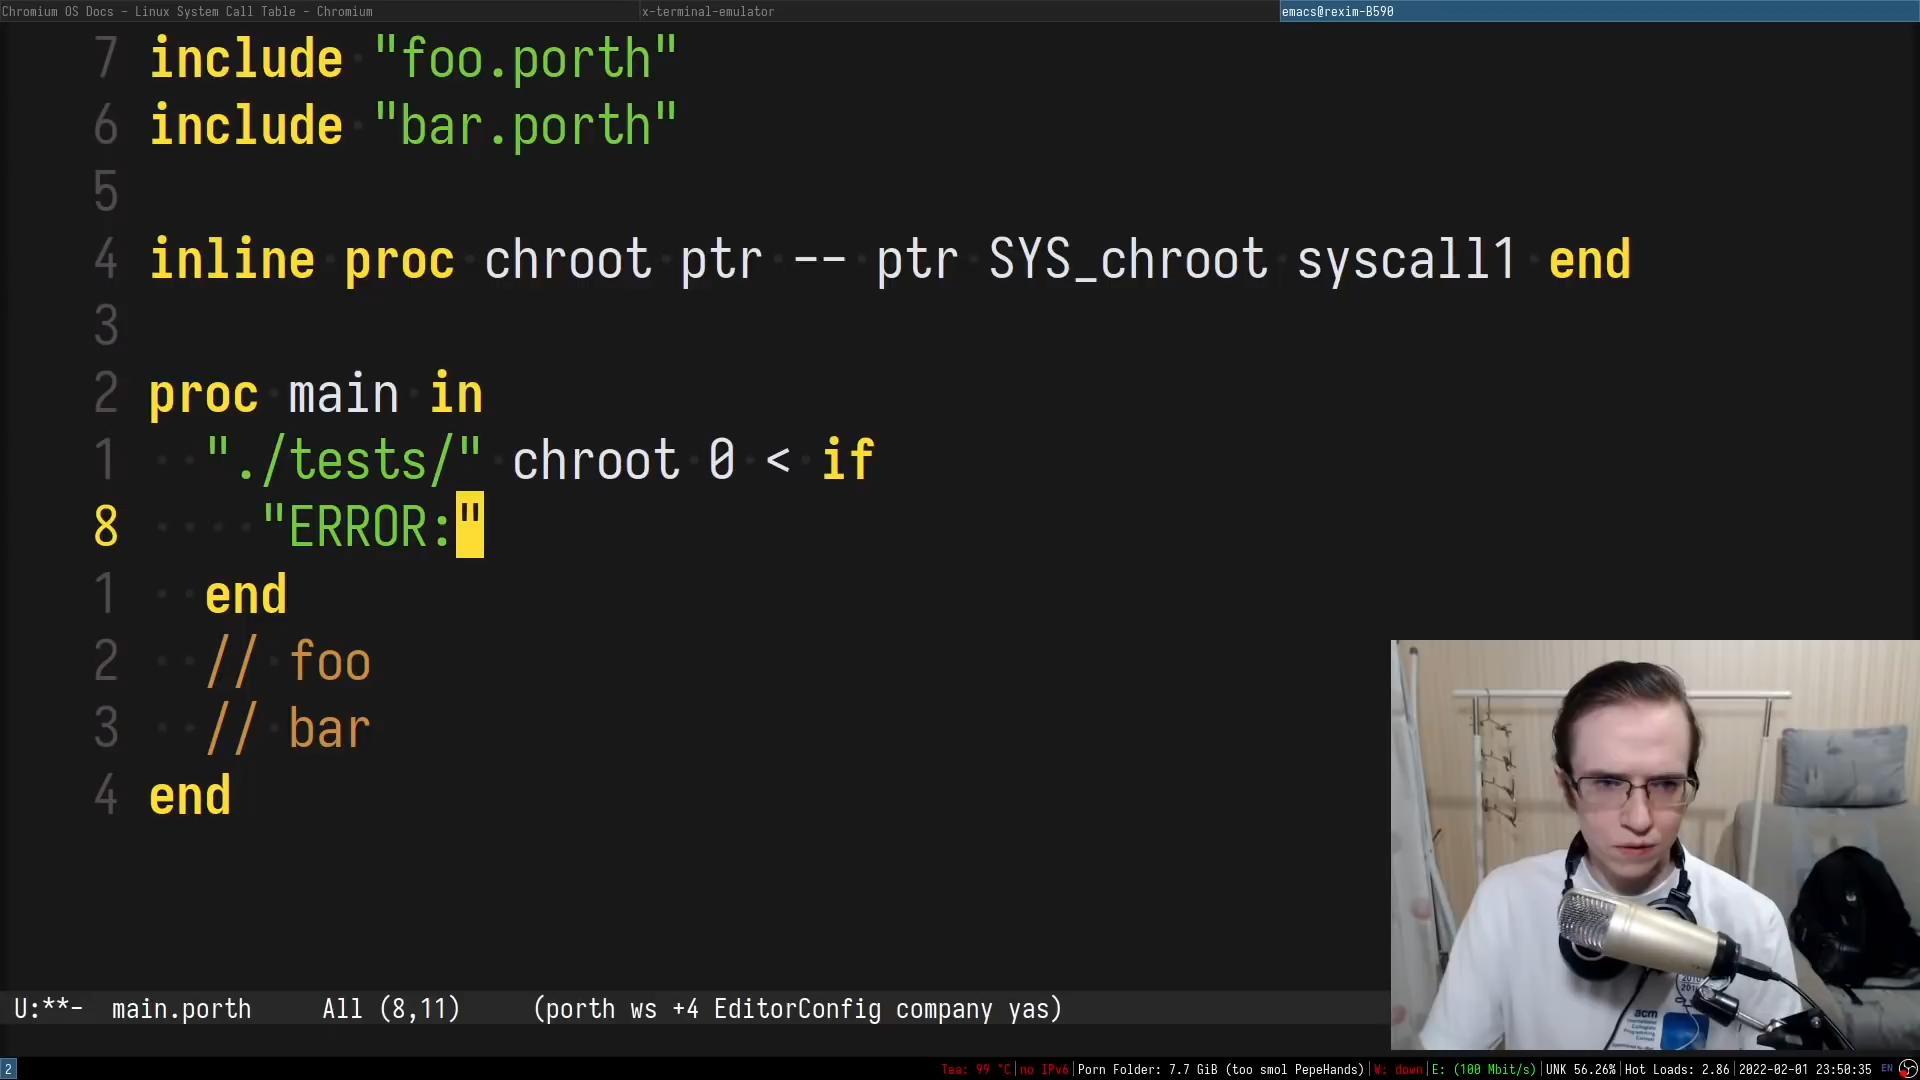 Chromium OS Docs - Linux System Call Table - Chromium
x-terminal-emulator
emacs@rexim-B590
7 include "foo.porth"
6 include "bar.porth"
5
4 inline proc chroot ptr -- ptr SYS_chroot syscall1 end
3
2 proc main in
1 "./tests/" chroot 0 < if
8 "ERROR:"
1 end
2 // foo
3 // bar
4 end
acm
International
Collegiate
U:**- main.porth All (8,11) (porth ws +4 EditorConfig company yas)
2
Tea: 99 °C|no IPv6|Porn Folder: 7.7 GiB (too smol PepeHands)|W: down|E: (100 Mbit/s)|UNK 56.26%|Hot Loads: 2.86|2022-02-01 23:50:35 EN